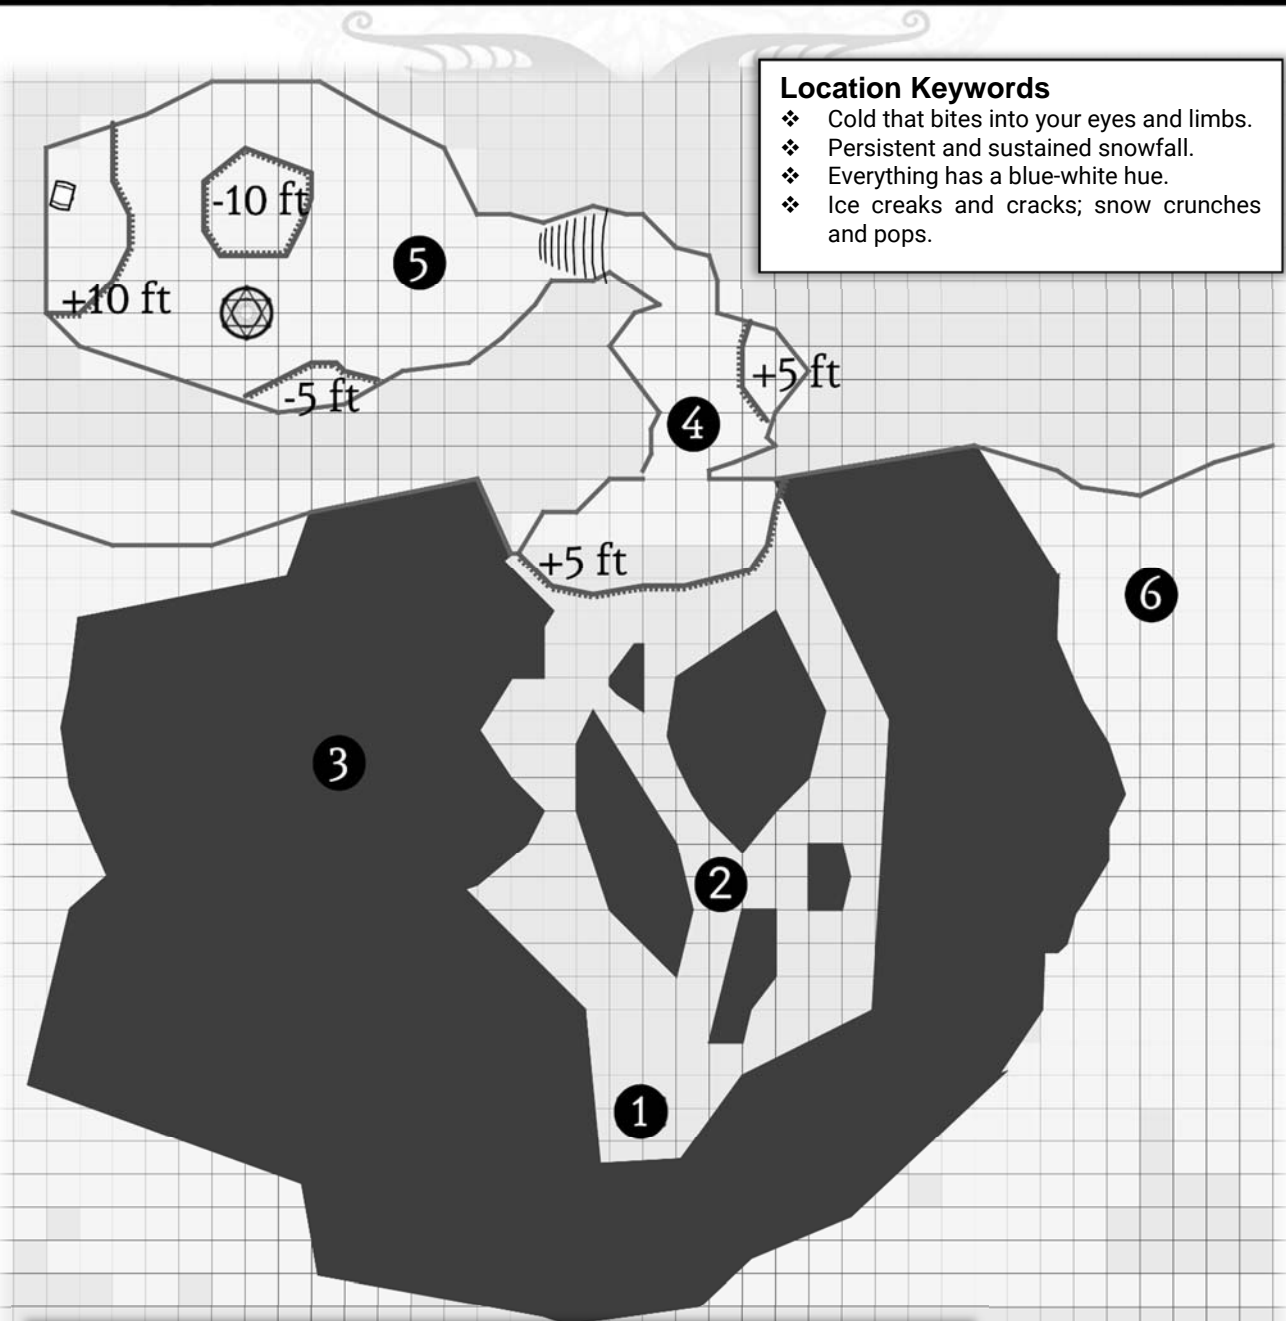 Location Keywords
❖ Cold that bites into your eyes and limbs.
❖ Persistent and sustained snowfall.
❖ Everything has a blue-white hue.
❖ Ice creaks and cracks; snow crunches
and pops.
-10 ft
5
+10 ft
-5 ft
+5 ft
4
+5 ft
6
3
2
1